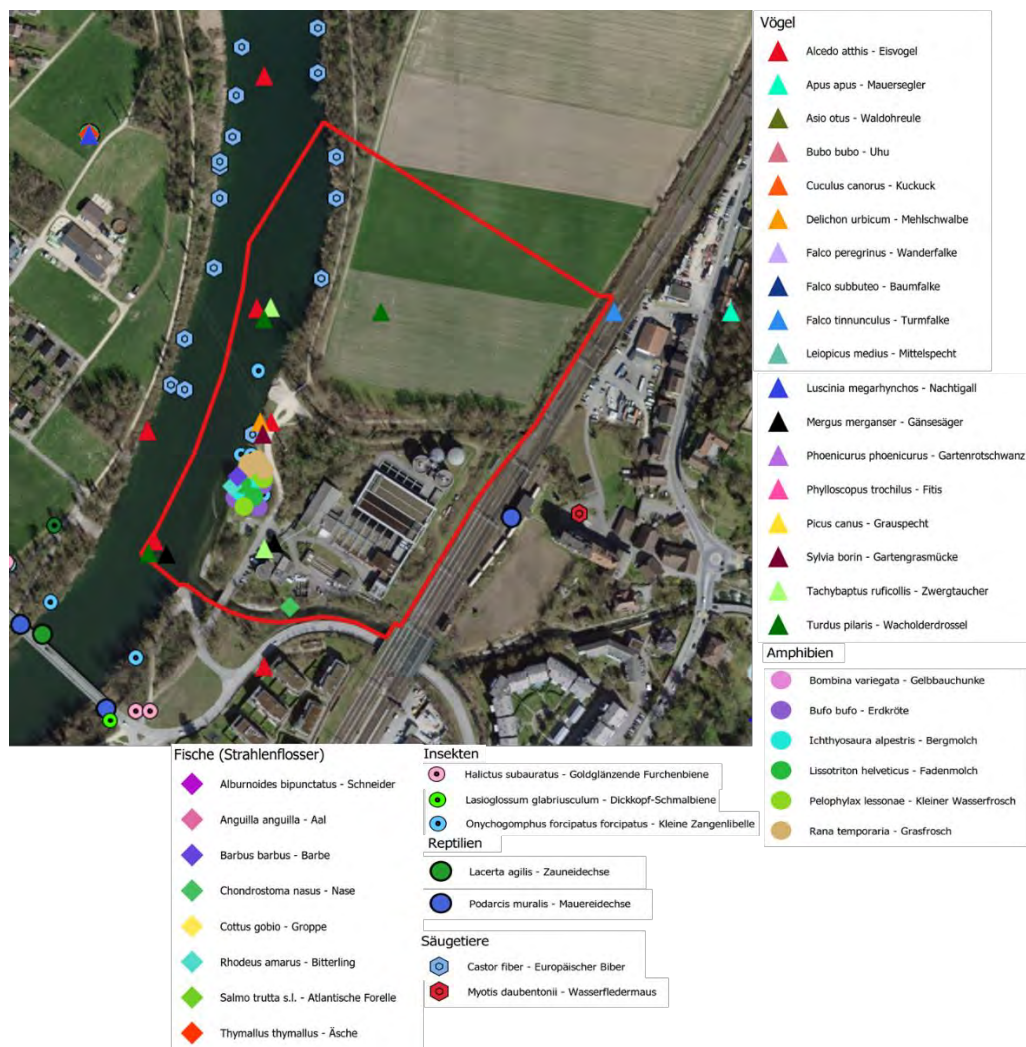 Vögel
Alcedo atthis - Eisvogel
Apus apus - Mauersegler
Asio otus - Waldohreule
Bubo bubo - Uhu
Cuculus canorus - Kuckuck
Delichon urbicum - Mehlschwalbe
Falco peregrinus - Wanderfalke
Falco subbuteo - Baumfalke
Falco tinnunculus - Turmfalke
Leiopicus medius - Mittelspecht
Luscinia megarhynchos - Nachtigall
Mergus merganser - Gänsesäger
Phoenicurus phoenicurus - Gartenrotschwanz
Phylloscopus trochilus - Fitis
Picus canus - Grauspecht
Sylvia borin - Gartengrasmücke
Tachybaptus ruficollis - Zwergtaucher
Turdus pilaris - Wacholderdrossel
Amphibien
Bombina variegata - Gelbbauchunke
Bufo bufo - Erdkröte
Ichthyosaura alpestris - Bergmolch
Lissotriton helveticus - Fadenmolch
Pelophylax lessonae - Kleiner Wasserfrosch
Rana temporaria - Grasfrosch
Fische (Strahlenflosser)
Alburnoides bipunctatus - Schneider
Anguilla anguilla - Aal
Barbus barbus - Barbe
Chondrostoma nasus - Nase
Cottus gobio - Groppe
Rhodeus amarus - Bitterling
Salmo trutta s.l. - Atlantische Forelle
Thymallus thymallus - Äsche
Insekten
Halictus subauratus - Goldglänzende Furchenbiene
Lasioglossum glabriusculum - Dickkopf-Schmalbiene
Onychogomphus forcipatus forcipatus - Kleine Zangenlibelle
Reptilien
Lacerta agilis - Zauneidechse
Podarcis muralis - Mauereidechse
Säugetiere
Castor fiber - Europäischer Biber
Myotis daubentonii - Wasserfledermaus